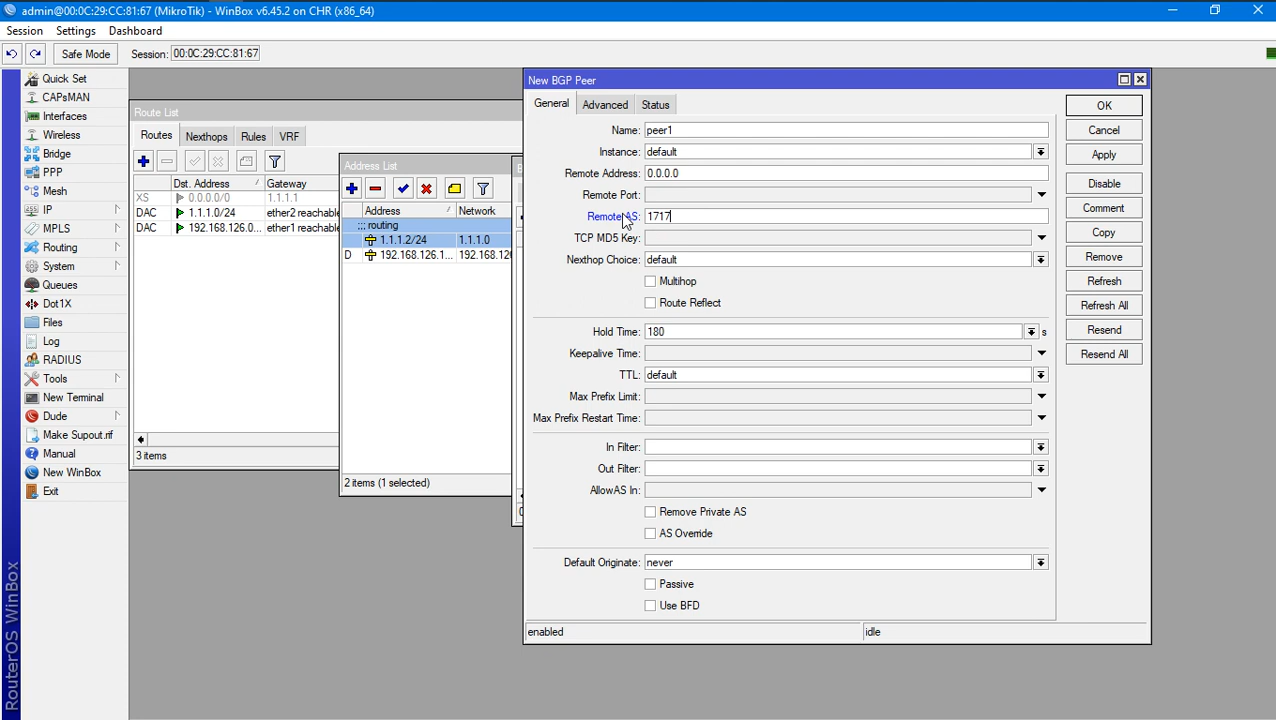 admin@00:0C:29:CC:81:67 (MikroTik) - WinBox v6.45.2 on CHR (x86_64)
Session Settings Dashboard
Safe Mode Session: 00:0C:29:CC:81:67
Quick Set
CAPsMAN
Interfaces
Wireless
Bridge
PPP
Mesh
IP
MPLS
Routing
System
Queues
Dot1X
Files
Log
RADIUS
Tools
New Terminal
Dude
Make Supout.rif
Manual
New WinBox
Exit
RouterOS WinBox
Route List
Routes Nexthops Rules VRF
Dst. Address Gateway
XS 0.0.0.0/0 1.1.1.1
DAC 1.1.1.0/24 ether2 reachable
DAC 192.168.126.0... ether1 reachable
3 items
Address List
Address Network
::: routing
1.1.1.2/24 1.1.1.0
D 192.168.126.1... 192.168.126
2 items (1 selected)
New BGP Peer
General Advanced Status
Name: peer1
Instance: default
Remote Address: 0.0.0.0
Remote Port:
Remote AS: 1717
TCP MD5 Key:
Nexthop Choice: default
Multihop
Route Reflect
Hold Time: 180 s
Keepalive Time:
TTL: default
Max Prefix Limit:
Max Prefix Restart Time:
In Filter:
Out Filter:
AllowAS In:
Remove Private AS
AS Override
Default Originate: never
Passive
Use BFD
enabled idle
OK
Cancel
Apply
Disable
Comment
Copy
Remove
Refresh
Refresh All
Resend
Resend All